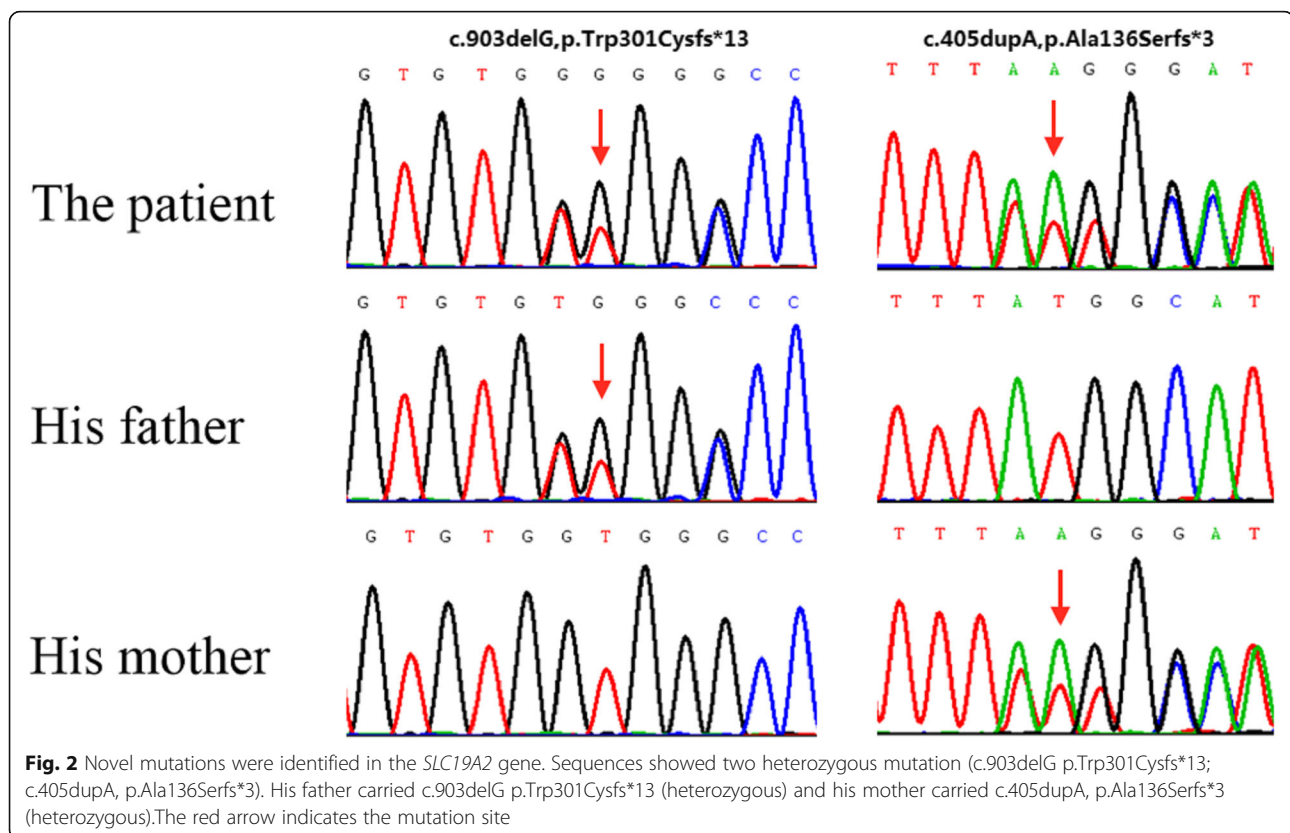 c.903delG,p.Trp301Cysfs*13 c.405dupA,p.Ala136Serfs*3
G T G T G G G G G G C C T T T A A G G G A T
The patient
G T G T G T G G G C C C T T T A T G G C A T
His father
G T G T G G T G G G C C T T T A A G G G A T
His mother
Fig. 2 Novel mutations were identified in the SLC19A2 gene. Sequences showed two heterozygous mutation (c.903delG p.Trp301Cysfs*13;
c.405dupA, p.Ala136Serfs*3). His father carried c.903delG p.Trp301Cysfs*13 (heterozygous) and his mother carried c.405dupA, p.Ala136Serfs*3
(heterozygous).The red arrow indicates the mutation site